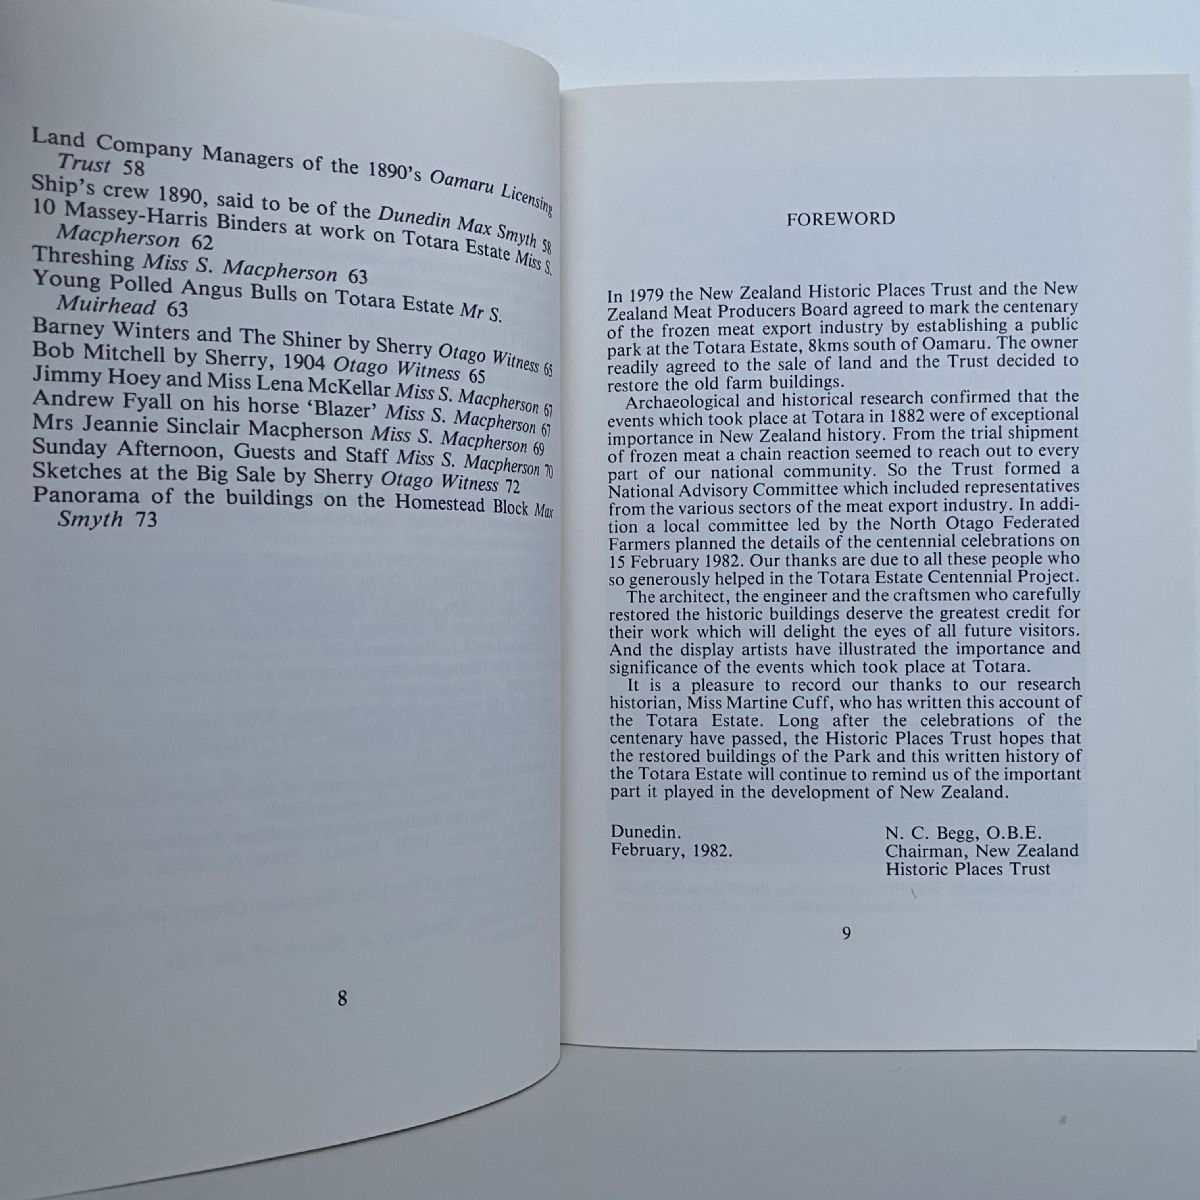 Land Company Managers of the 1890's Oamaru Licensing
Trust 58
Ship's crew 1890, said to be of the Dunedin Max Smyth 58
10 Massey-Harris Binders at work on Totara Estate Miss S.
Macpherson 62
Threshing Miss S. Macpherson 63
Young Polled Angus Bulls on Totara Estate Mr S.
Muirhead 63
Barney Winters and The Shiner by Sherry Otago Witness 65
Bob Mitchell by Sherry, 1904 Otago Witness 65
Jimmy Hoey and Miss Lena McKellar Miss S. Macpherson 67
Andrew Fyall on his horse 'Blazer' Miss S. Macpherson 67
Mrs Jeannie Sinclair Macpherson Miss S. Macpherson 69
Sunday Afternoon, Guests and Staff Miss S. Macpherson 70
Sketches at the Big Sale by Sherry Otago Witness 72
Panorama of the buildings on the Homestead Block Max
Smyth 73
8
FOREWORD
In 1979 the New Zealand Historic Places Trust and the New
Zealand Meat Producers Board agreed to mark the centenary
of the frozen meat export industry by establishing a public
park at the Totara Estate, 8kms south of Oamaru. The owner
readily agreed to the sale of land and the Trust decided to
restore the old farm buildings.
Archaeological and historical research confirmed that the
events which took place at Totara in 1882 were of exceptional
importance in New Zealand history. From the trial shipment
of frozen meat a chain reaction seemed to reach out to every
part of our national community. So the Trust formed a
National Advisory Committee which included representatives
from the various sectors of the meat export industry. In addi-
tion a local committee led by the North Otago Federated
Farmers planned the details of the centennial celebrations on
15 February 1982. Our thanks are due to all these people who
so generously helped in the Totara Estate Centennial Project.
The architect, the engineer and the craftsmen who carefully
restored the historic buildings deserve the greatest credit for
their work which will delight the eyes of all future visitors.
And the display artists have illustrated the importance and
significance of the events which took place at Totara.
It is a pleasure to record our thanks to our research
historian, Miss Martine Cuff, who has written this account of
the Totara Estate. Long after the celebrations of the
centenary have passed, the Historic Places Trust hopes that
the restored buildings of the Park and this written history of
the Totara Estate will continue to remind us of the important
part it played in the development of New Zealand.
Dunedin.
February, 1982.
N. C. Begg, O.B.E.
Chairman, New Zealand
Historic Places Trust
9